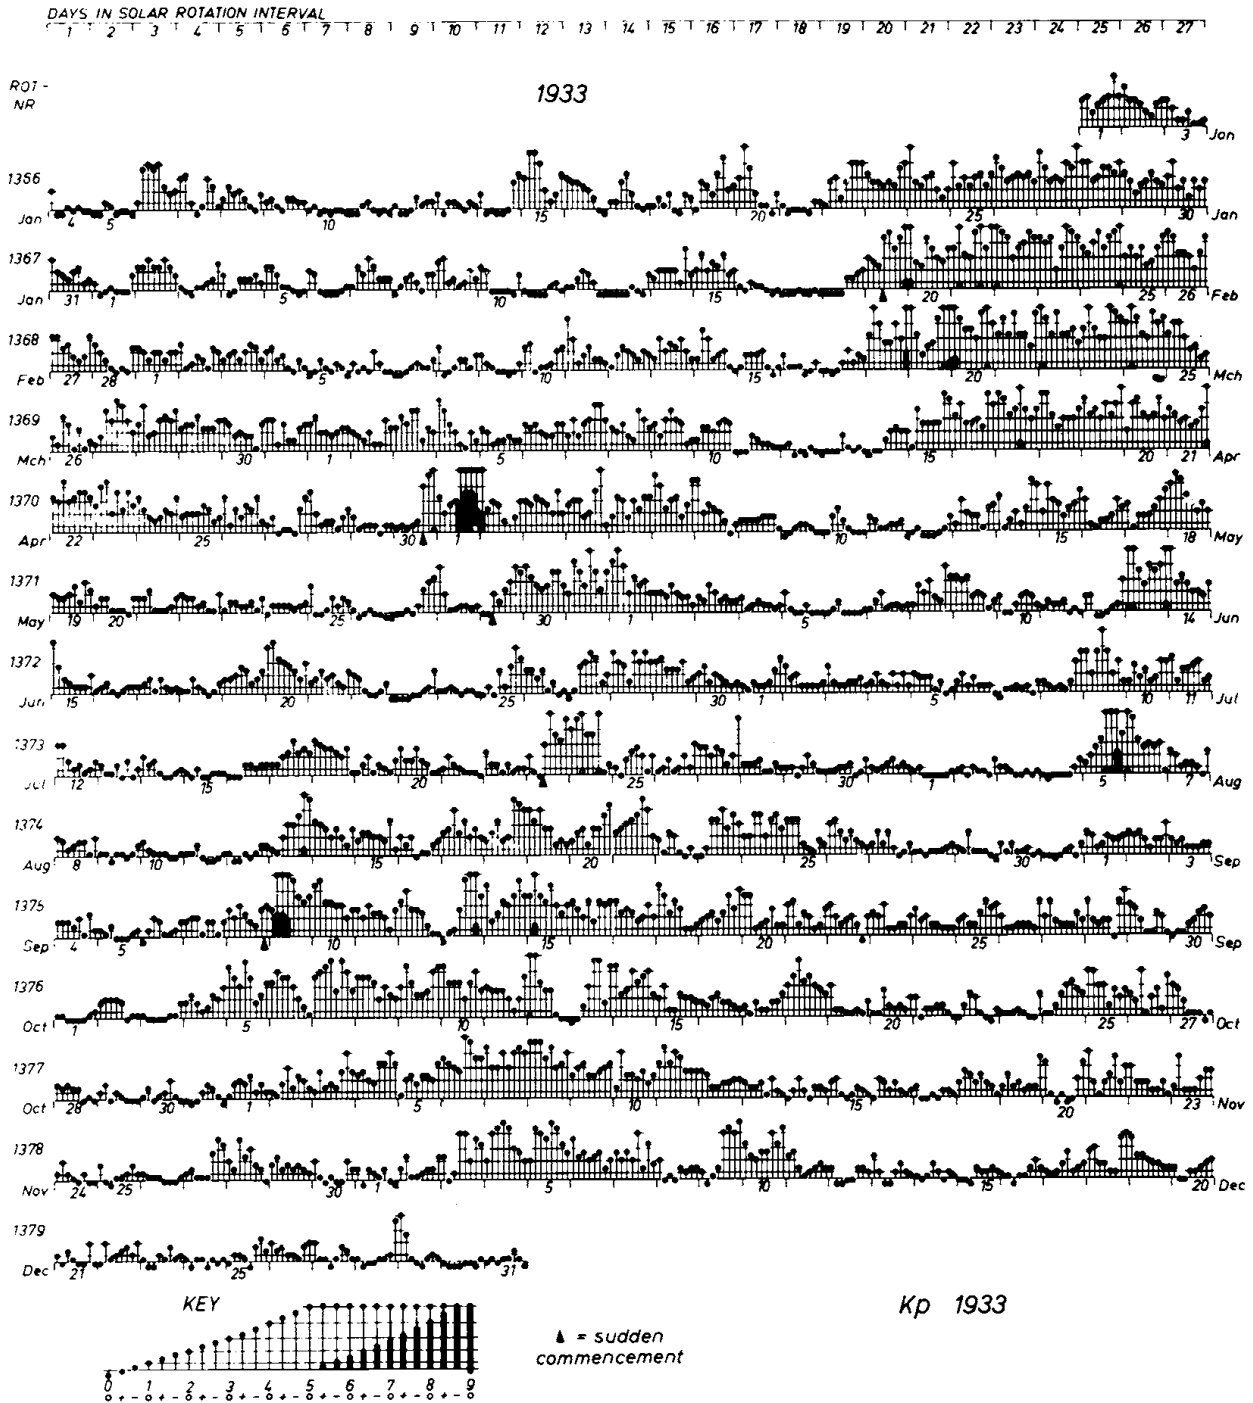 DAYS IN SOLAR ROTATION INTERVAL
1 2 3 4 5 6 7 8 9 10 11 12 13 14 15 16 17 18 19 20 21 22 23 24 25 26 27
ROT-
NR
1933
1 3 Jan
1356
Jan 4 5 10 15 20 25 30 Jan
1367
Jan 31 1 5 10 15 20 25 26 Feb
1368
Feb 27 28 1 5 10 15 20 25 Mch
1369
Mch 26 30 1 5 10 15 20 21 Apr
1370
Apr 22 25 30 1 10 15 18 May
1371
May 19 20 25 30 1 5 10 14 Jun
1372
Jun 15 20 25 30 1 5 10 11 Jul
1373
Jul 12 15 20 25 30 1 5 7 Aug
1374
Aug 8 10 15 20 25 30 1 3 Sep
1375
Sep 4 5 10 15 20 25 30 Sep
1376
Oct 1 5 10 15 20 25 27 Oct
1377
Oct 28 30 1 5 10 15 20 23 Nov
1378
Nov 24 25 30 1 5 10 15 20 Dec
1379
Dec 21 25 31
KEY
0 1 2 3 4 5 6 7 8 9
o + - o + - o + - o + - o + - o + - o + - o + - o + - o
▲ = sudden
commencement
Kp 1933